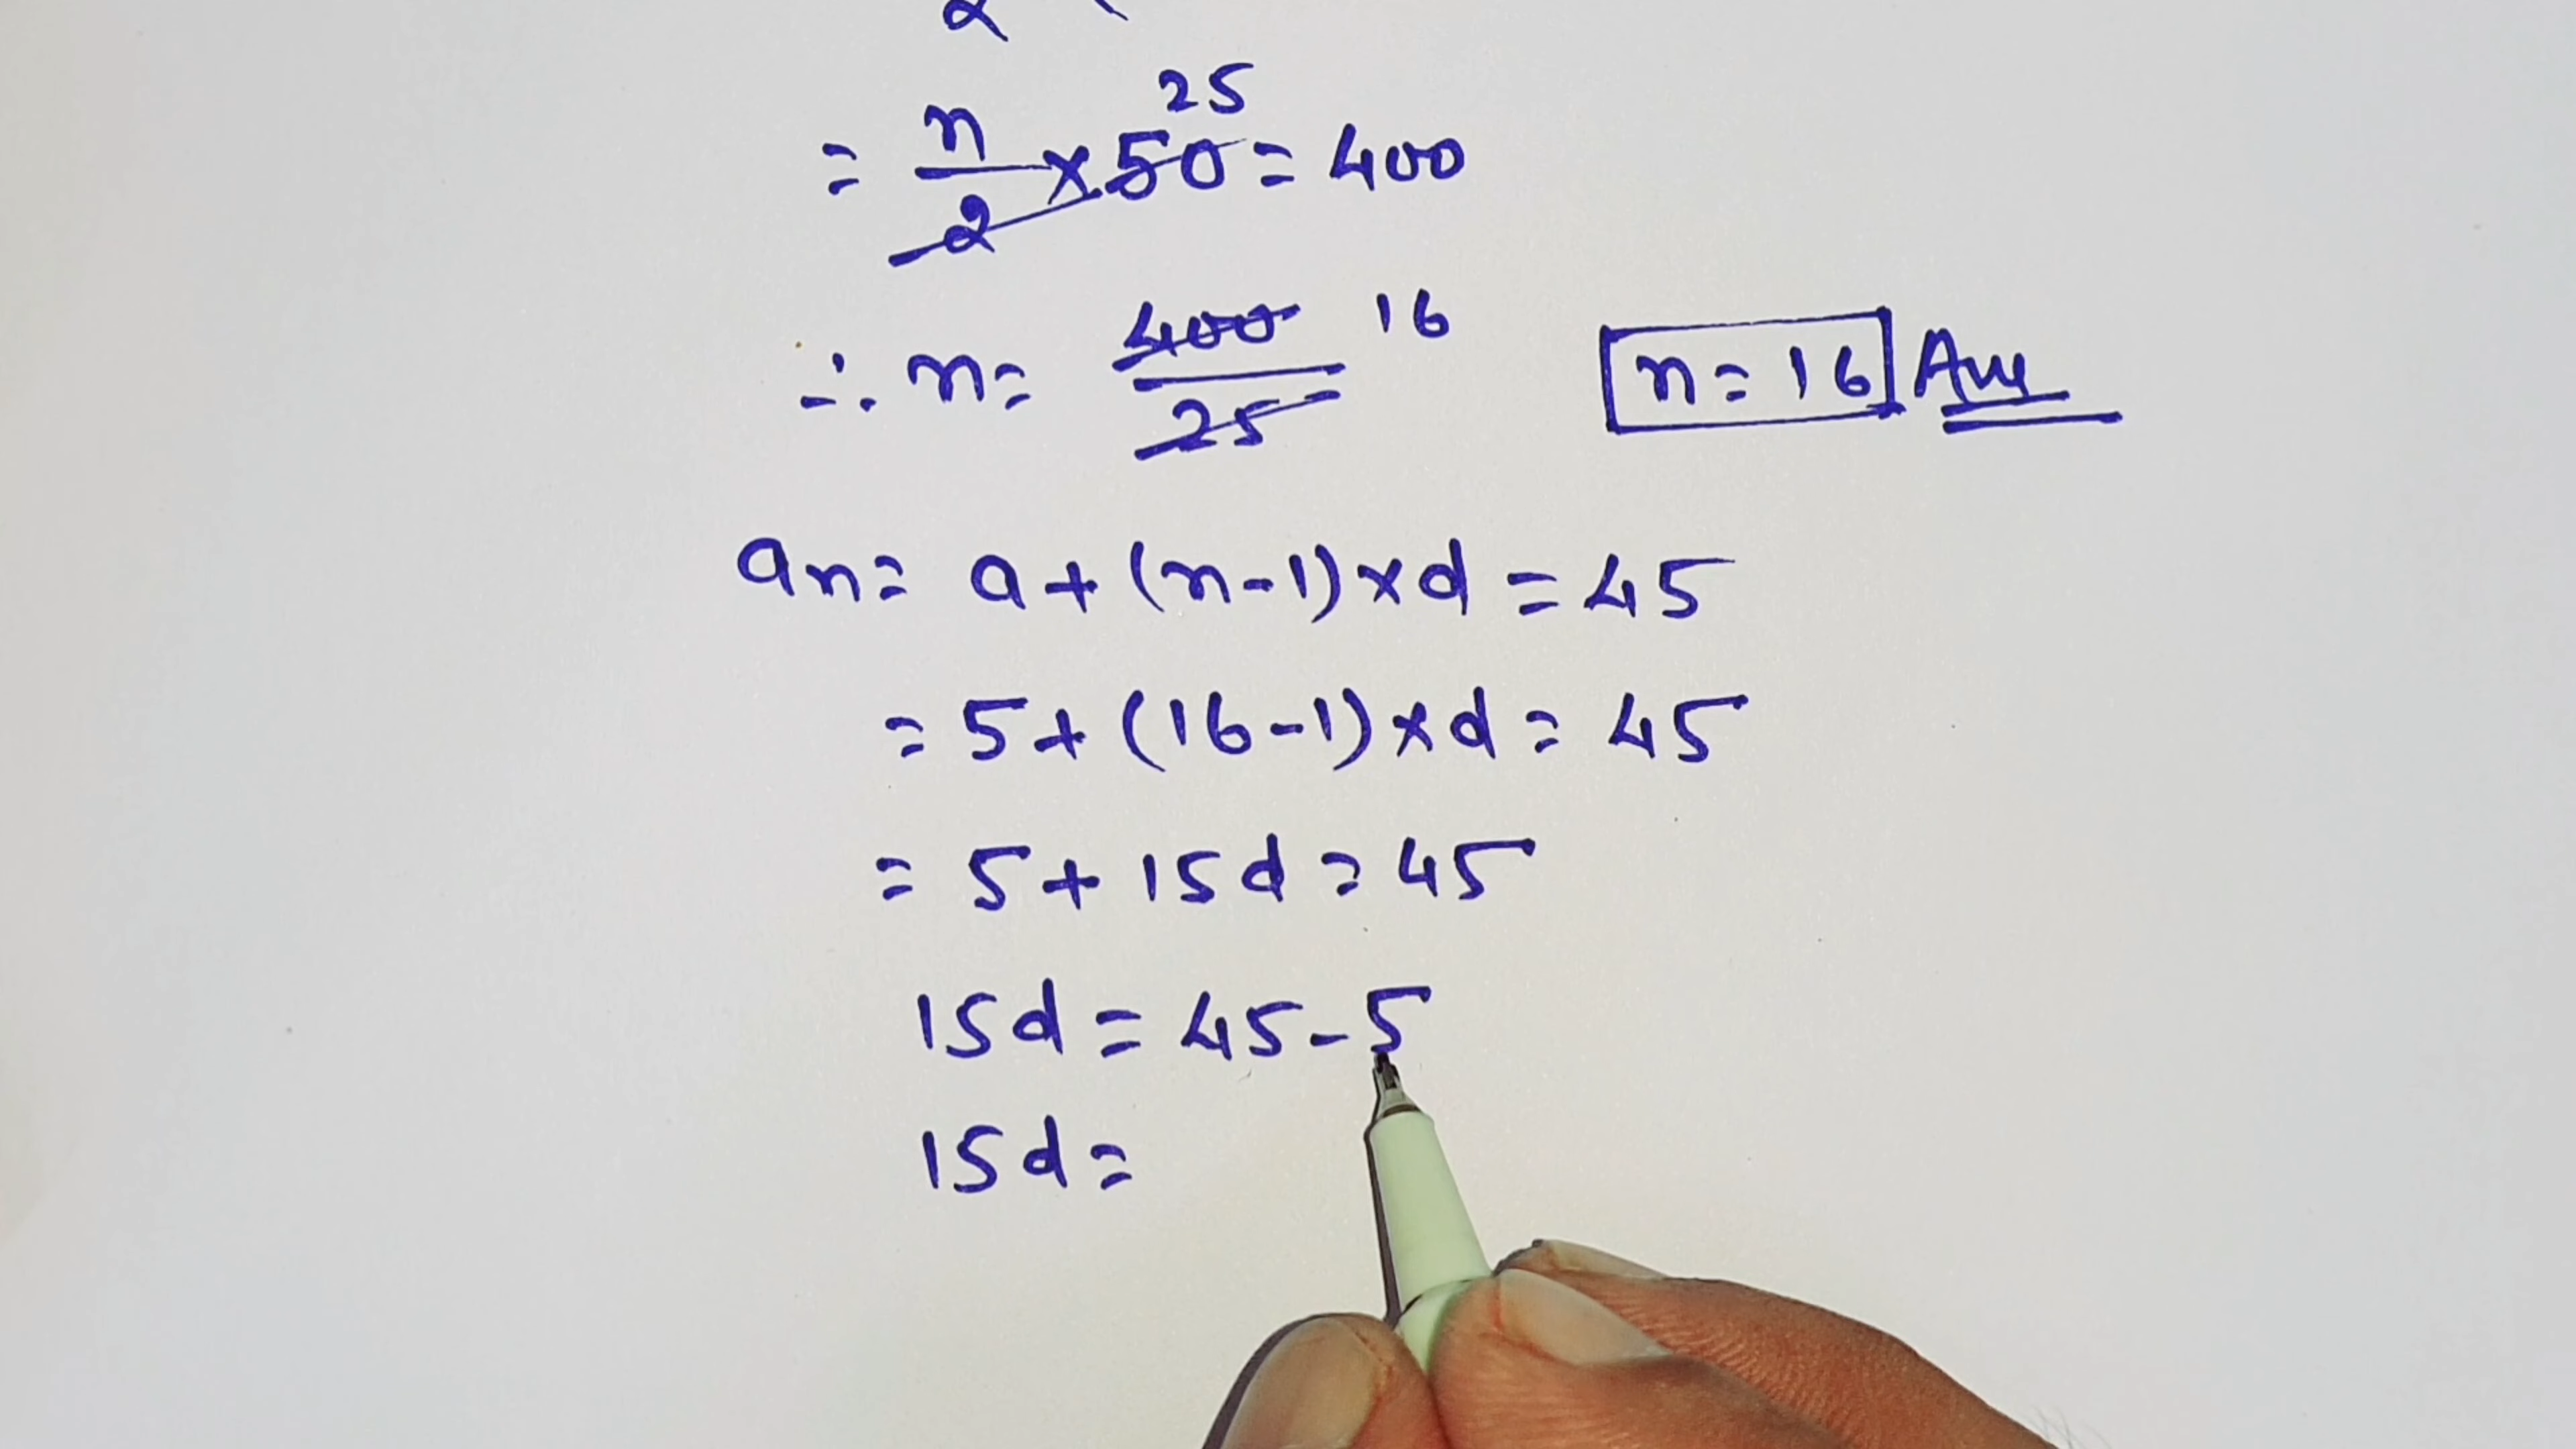 2 (
= n/2 × 50 = 400
25
∴ n = 400/25 16
n = 16 Ans
an = a + (n-1) × d = 45
= 5 + (16-1) × d = 45
= 5 + 15d = 45
15d = 45 - 5
15d =